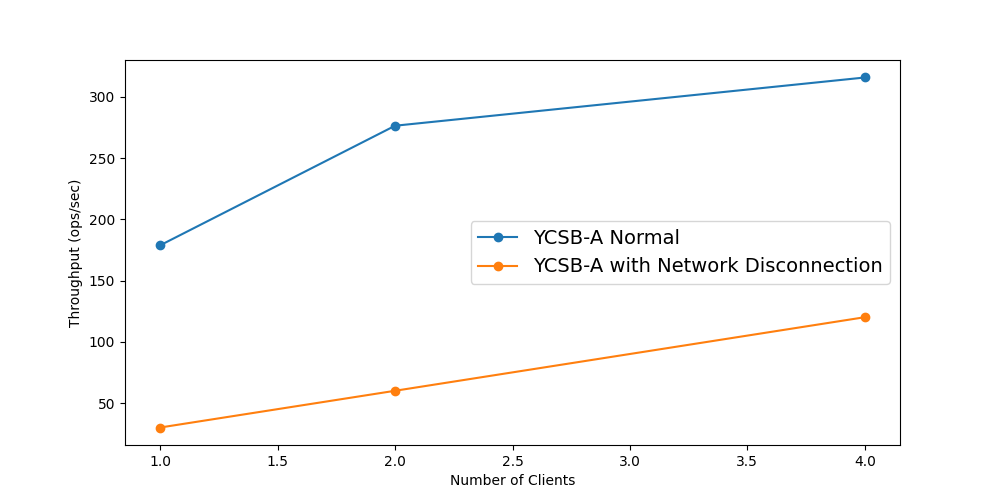 300
250
200
150
100
50
Throughput (ops/sec)
YCSB-A Normal
YCSB-A with Network Disconnection
1.0 1.5 2.0 2.5 3.0 3.5 4.0
Number of Clients